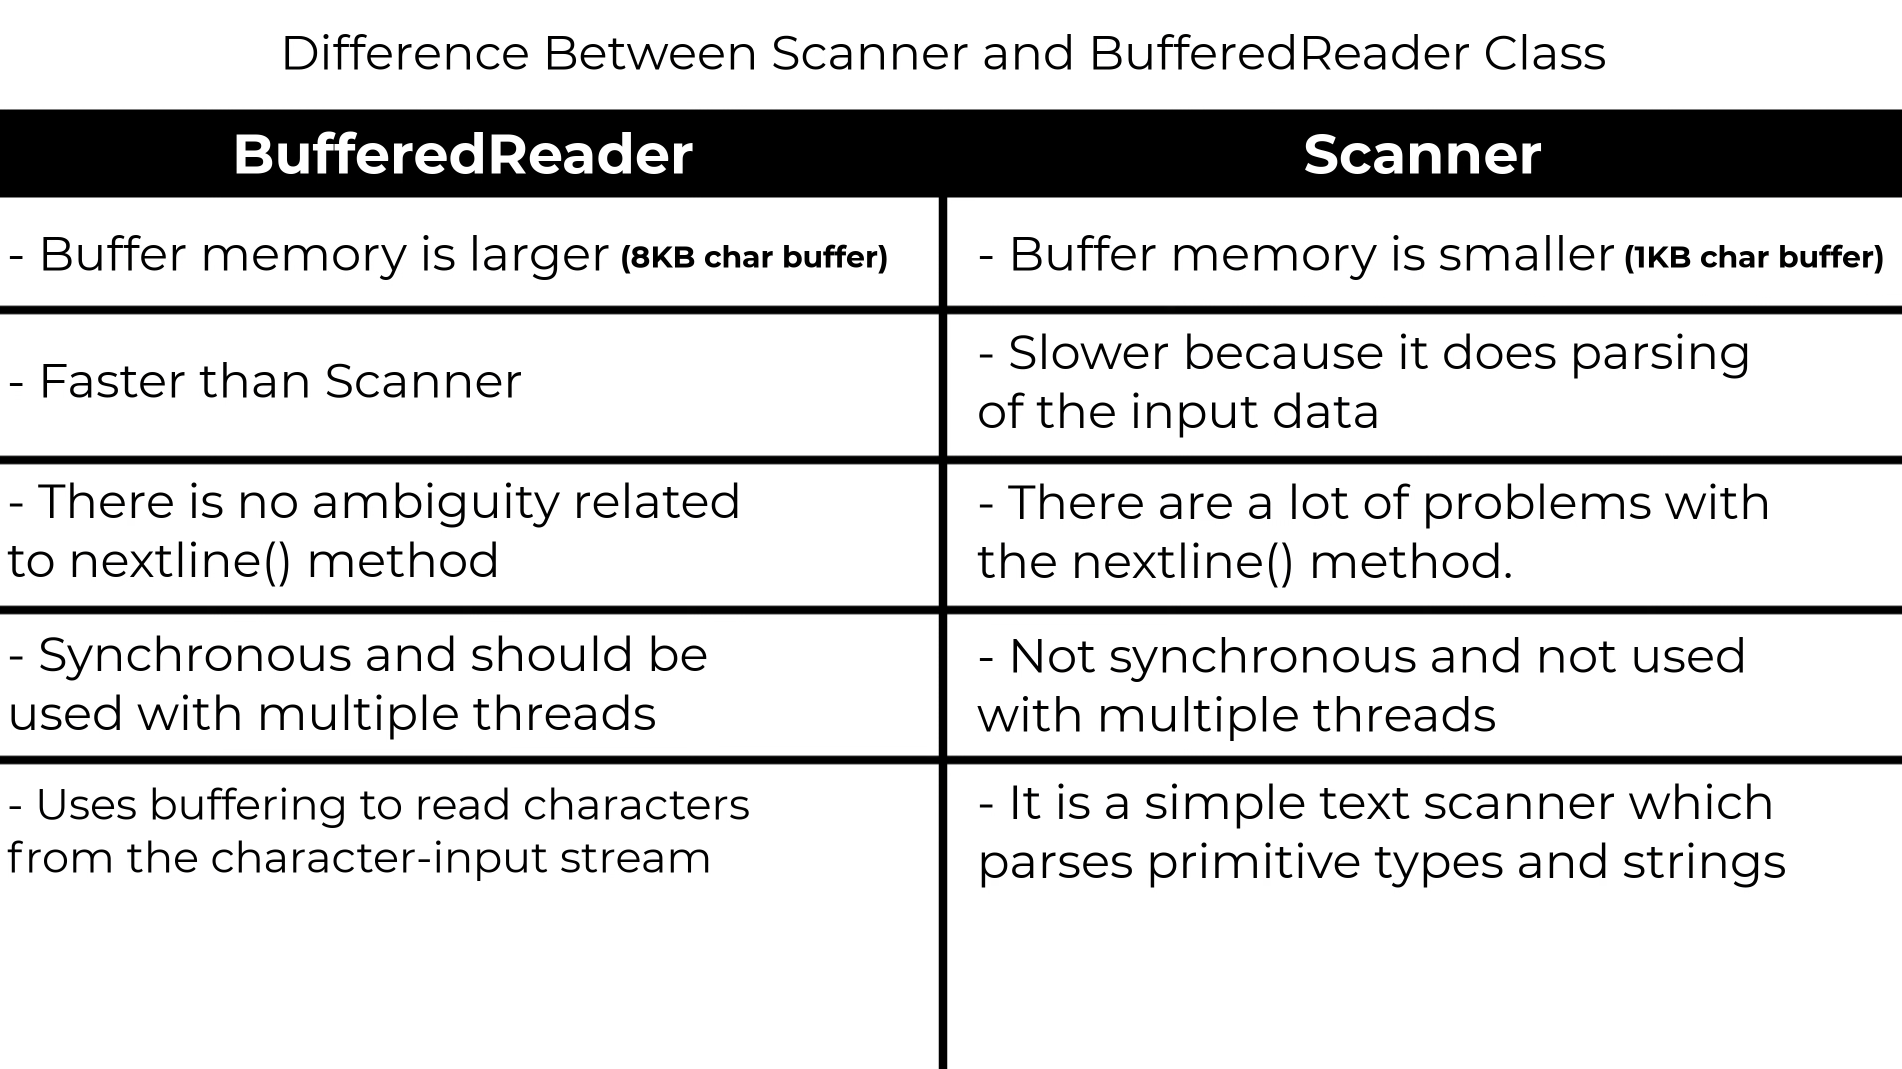 Difference Between Scanner and BufferedReader Class
BufferedReader
Scanner
- Buffer memory is larger (8KB char buffer)
- Buffer memory is smaller (1KB char buffer)
- Faster than Scanner
- Slower because it does parsing
of the input data
- There is no ambiguity related
to nextline() method
- There are a lot of problems with
the nextline() method.
- Synchronous and should be
used with multiple threads
- Not synchronous and not used
with multiple threads
- Uses buffering to read characters
from the character-input stream
- It is a simple text scanner which
parses primitive types and strings